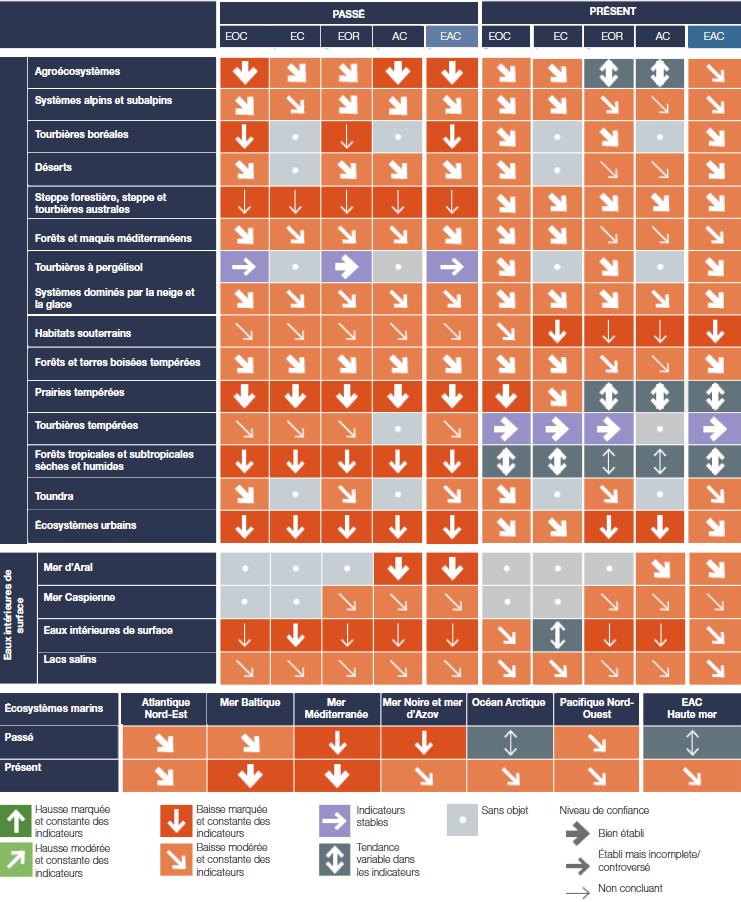 PASSÉ PRÉSENT
EOC EC EOR AC EAC EOC EC EOR AC EAC
Agroécosystèmes
Systèmes alpins et subalpins
Tourbières boréales
Déserts
Steppe forestière, steppe et
tourbières australes
Forêts et maquis méditerranéens
Tourbières à pergélisol
Systèmes dominés par la neige et
la glace
Habitats souterrains
Forêts et terres boisées tempérées
Prairies tempérées
Tourbières tempérées
Forêts tropicales et subtropicales
sèches et humides
Toundra
Écosystèmes urbains
Eaux intérieures de
surface
Mer d'Aral
Mer Caspienne
Eaux intérieures de surface
Lacs salins
Écosystèmes marins
Atlantique
Nord-Est
Mer Baltique
Mer
Méditerranée
Mer Noire et mer
d'Azov
Océan Arctique
Pacifique Nord-
Ouest
EAC
Haute mer
Passé
Présent
Hausse marquée
et constante des
indicateurs
Hausse modérée
et constante des
indicateurs
Baisse marquée
et constante des
indicateurs
Baisse modérée
et constante des
indicateurs
Indicateurs
stables
Tendance
variable dans
les indicateurs
Sans objet
Niveau de confiance
Bien établi
Établi mais incomplete/
controversé
Non concluant